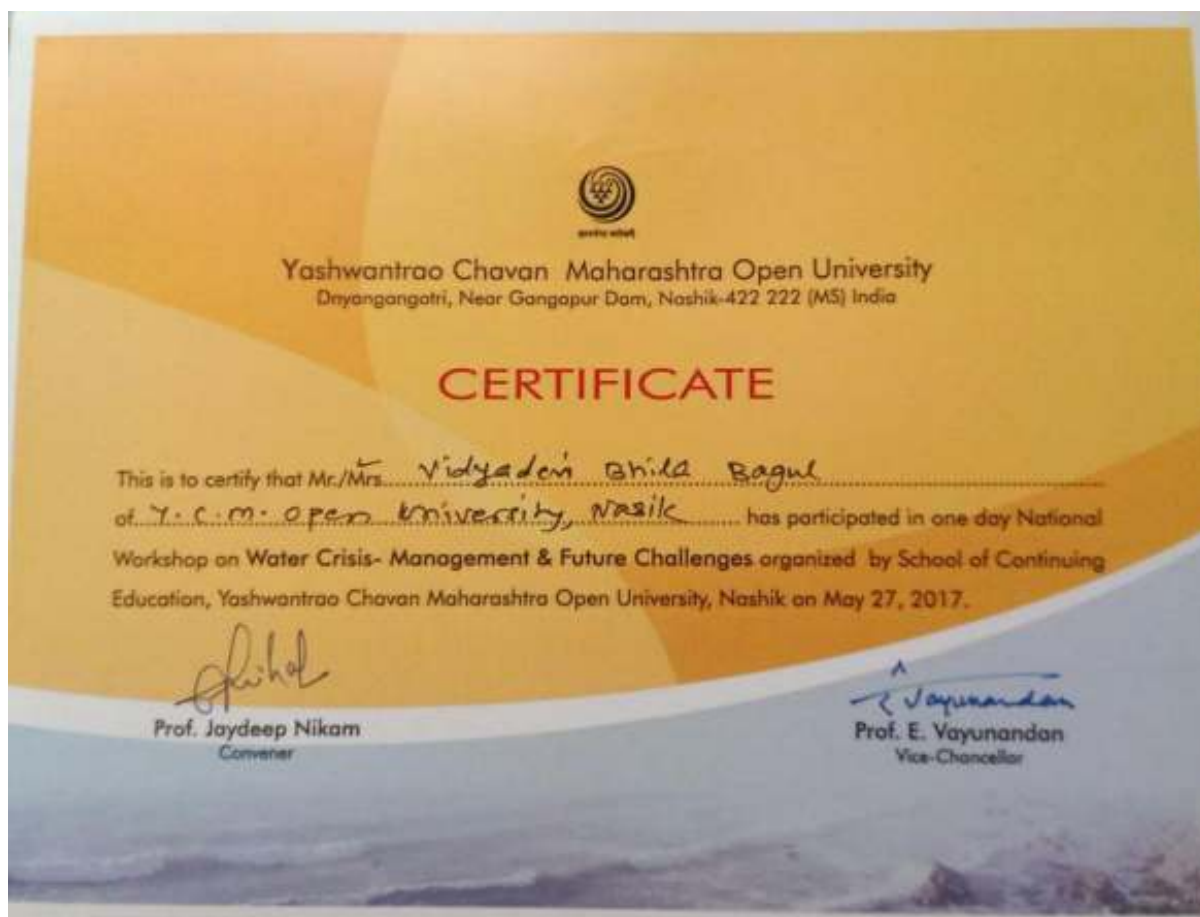 Yashwantrao Chavan Maharashtra Open University
Dnyangangotri, Near Gangapur Dam, Nashik-422 222 (MS) India
CERTIFICATE
This is to certify that Mr./Mrs. Vidyadevi Bhila Bagul
of Y.C.M. Open University, Nasik has participated in one day National
Workshop on Water Crisis- Management & Future Challenges organized by School of Continuing
Education, Yashwantrao Chavan Maharashtra Open University, Nashik on May 27, 2017.
Prof. Jaydeep Nikam
Convener
E Vayunandan
Prof. E. Vayunandan
Vice-Chancellor